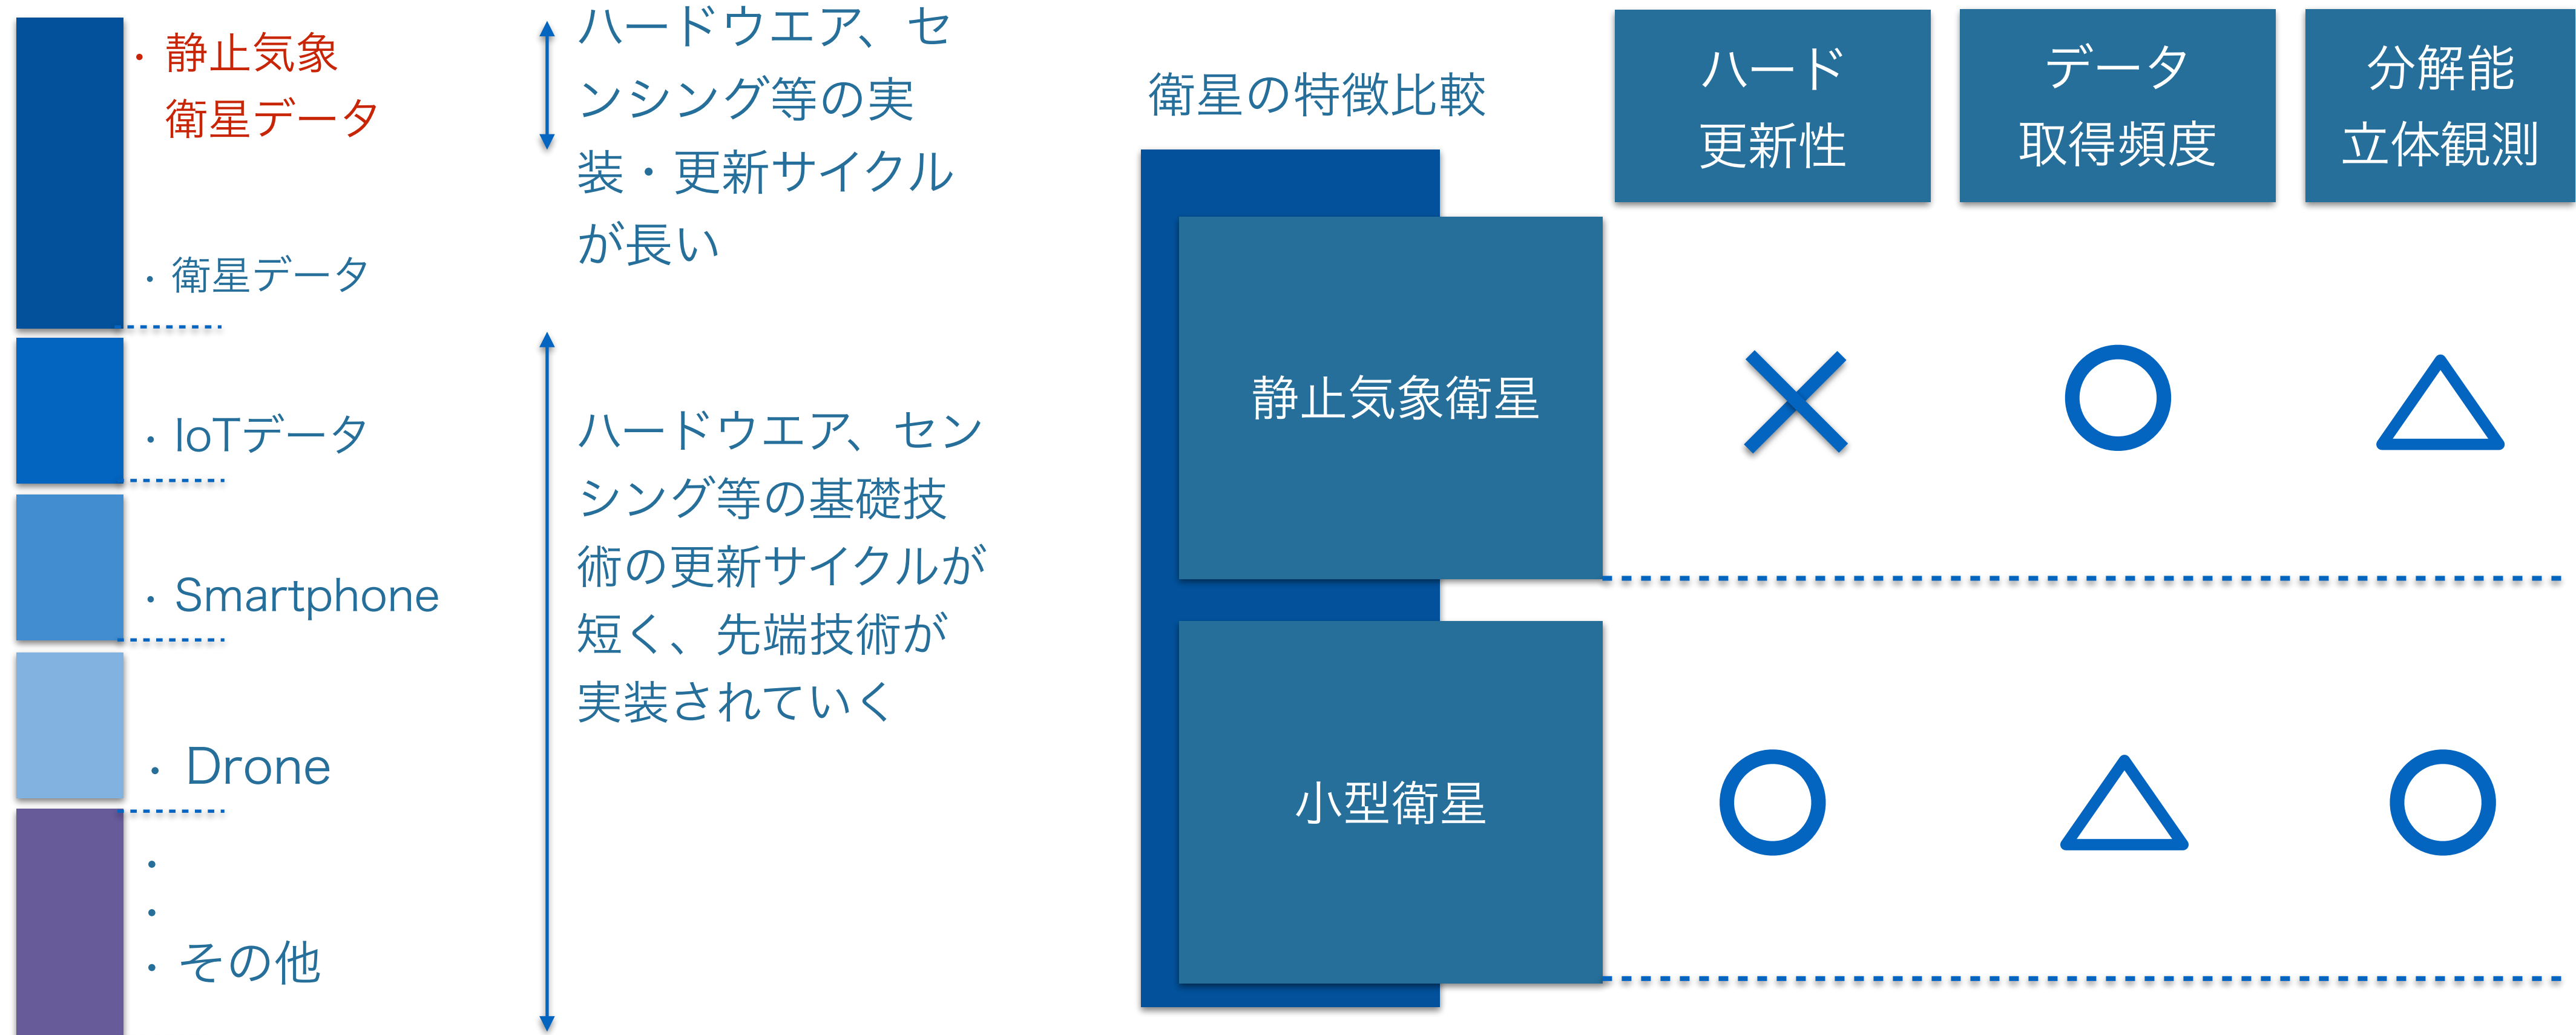 ・静止気象
衛星データ
・衛星データ
・IoTデータ
・Smartphone
・Drone
・
・
・その他
ハードウエア、セ
ンシング等の実
装・更新サイクル
が長い
ハードウエア、セン
シング等の基礎技
術の更新サイクルが
短く、先端技術が
実装されていく
衛星の特徴比較
ハード
更新性
データ
取得頻度
分解能
立体観測
静止気象衛星
小型衛星